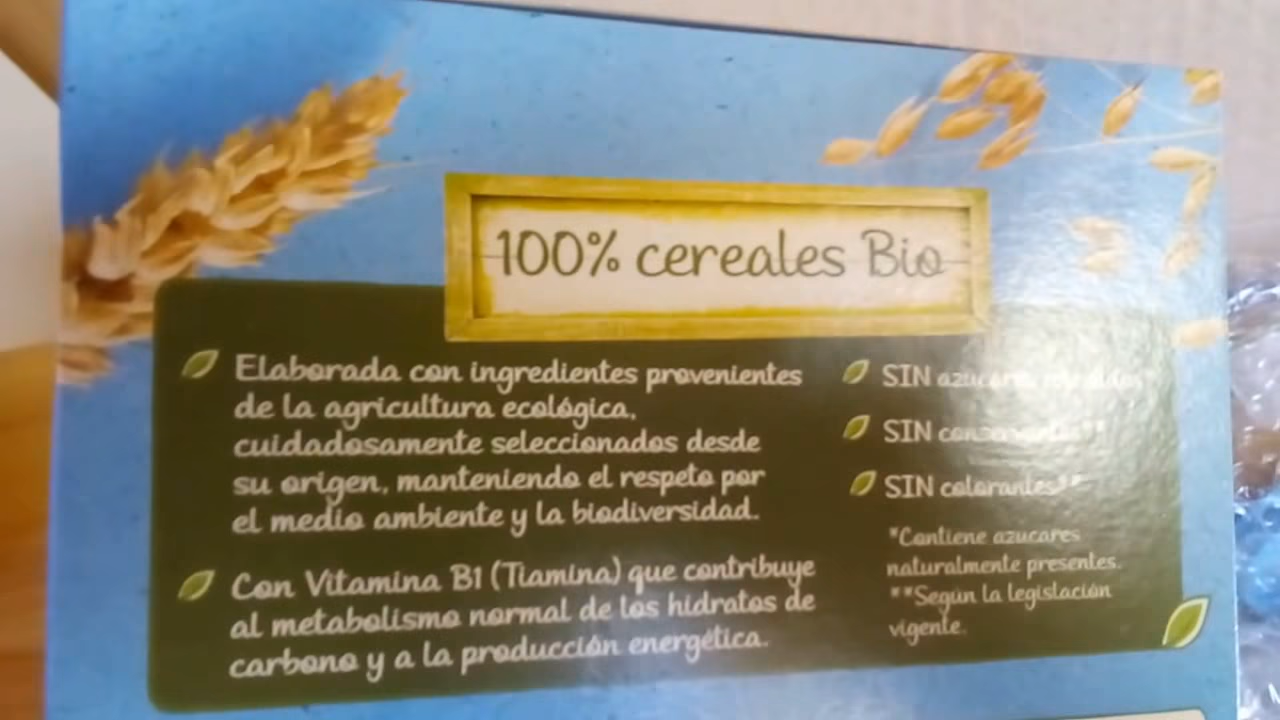 100% cereales Bio
Elaborada con ingredientes provenientes
de la agricultura ecológica,
cuidadosamente seleccionados desde
su origen, manteniendo el respeto por
el medio ambiente y la biodiversidad.
Con Vitamina B1 (Tiamina) que contribuye
al metabolismo normal de los hidratos de
carbono y a la producción energética.
SIN azúcares
SIN
SIN colorantes**
*Contiene azucares
naturalmente presentes.
**Según la legislación
vigente.